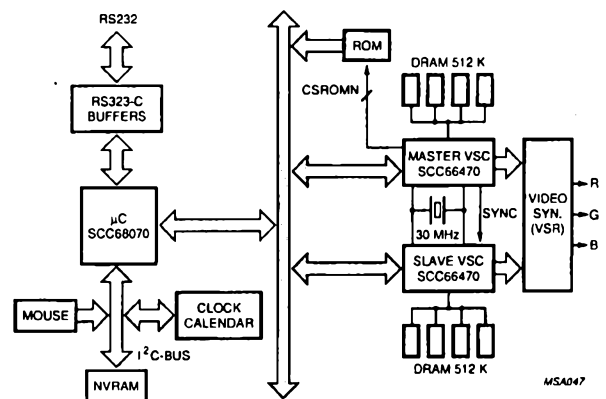 RS232
RS323-C
BUFFERS
µC
SCC68070
MOUSE
CLOCK
CALENDAR
I²C-BUS
NVRAM
ROM
CSROMN
DRAM 512 K
MASTER VSC
SCC66470
SYNC
30 MHz
SLAVE VSC
SCC66470
DRAM 512 K
VIDEO
SYN.
(VSR)
R
G
B
MSA047